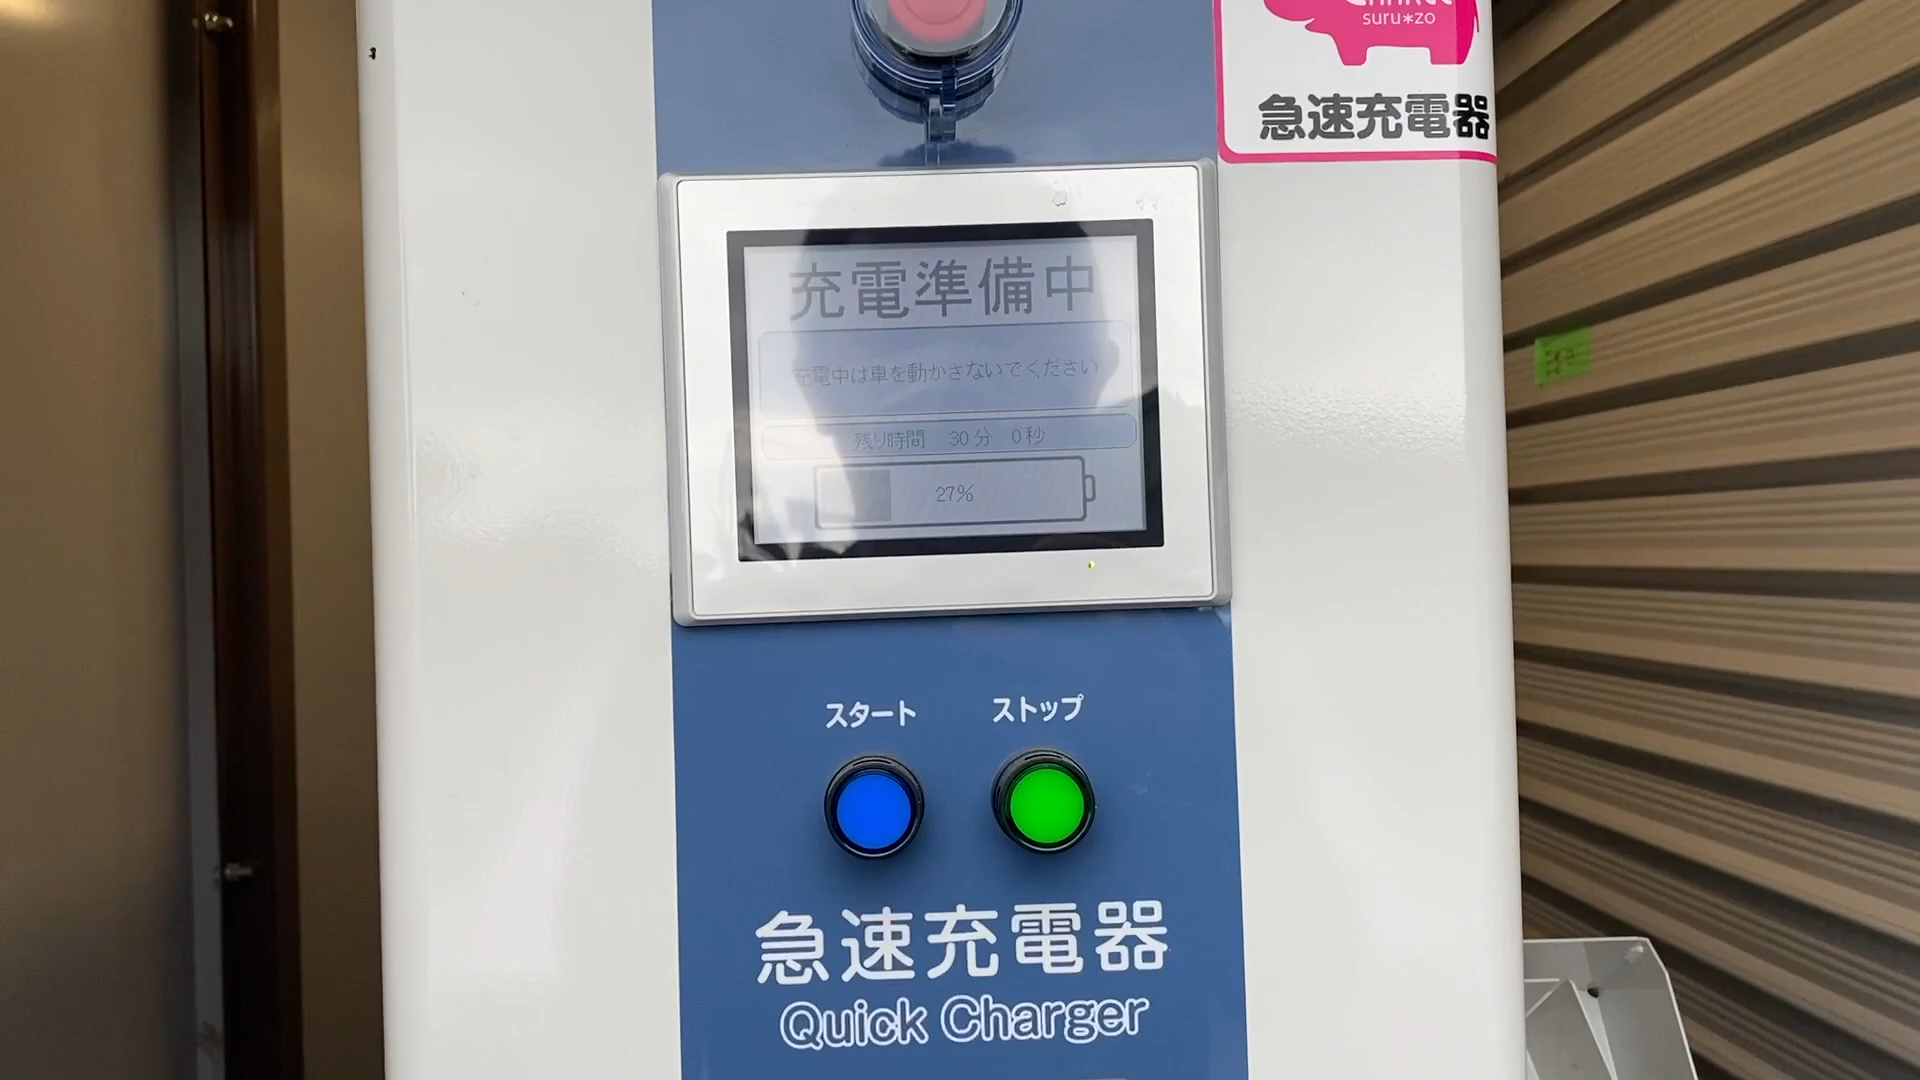 suru*zo
急速充電器
充電準備中
充電中は車を動かさないでください
残り時間 30分 0秒
27%
スタート
ストップ
急速充電器
Quick Charger